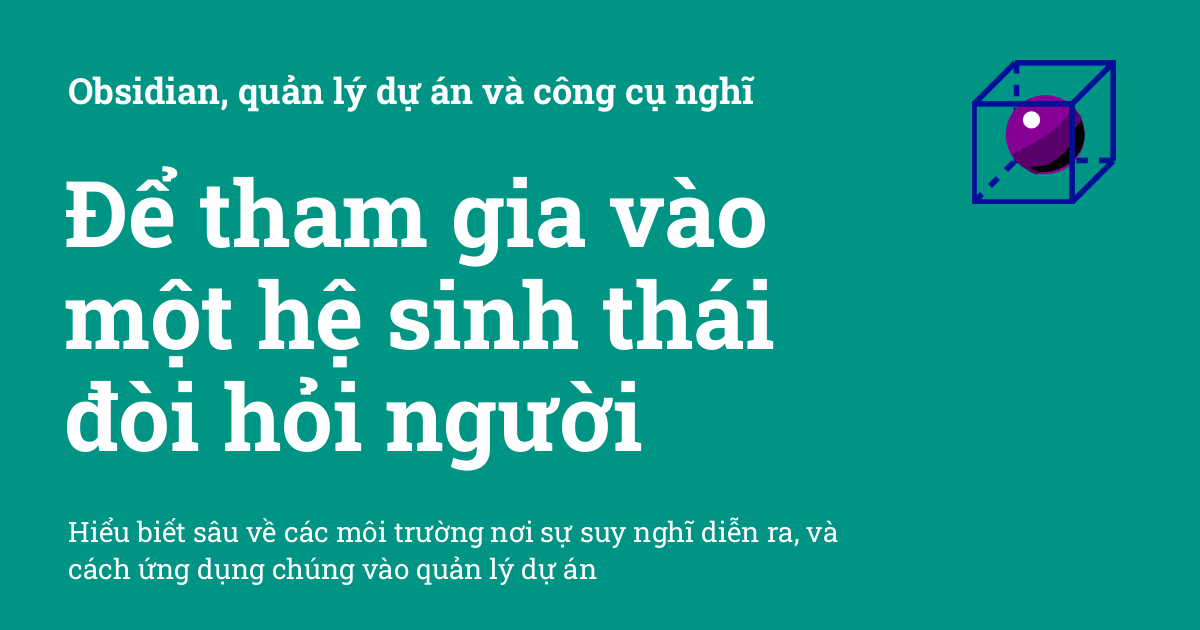 Obsidian, quản lý dự án và công cụ nghĩ
Để tham gia vào
một hệ sinh thái
đòi hỏi người
Hiểu biết sâu về các môi trường nơi sự suy nghĩ diễn ra, và
cách ứng dụng chúng vào quản lý dự án